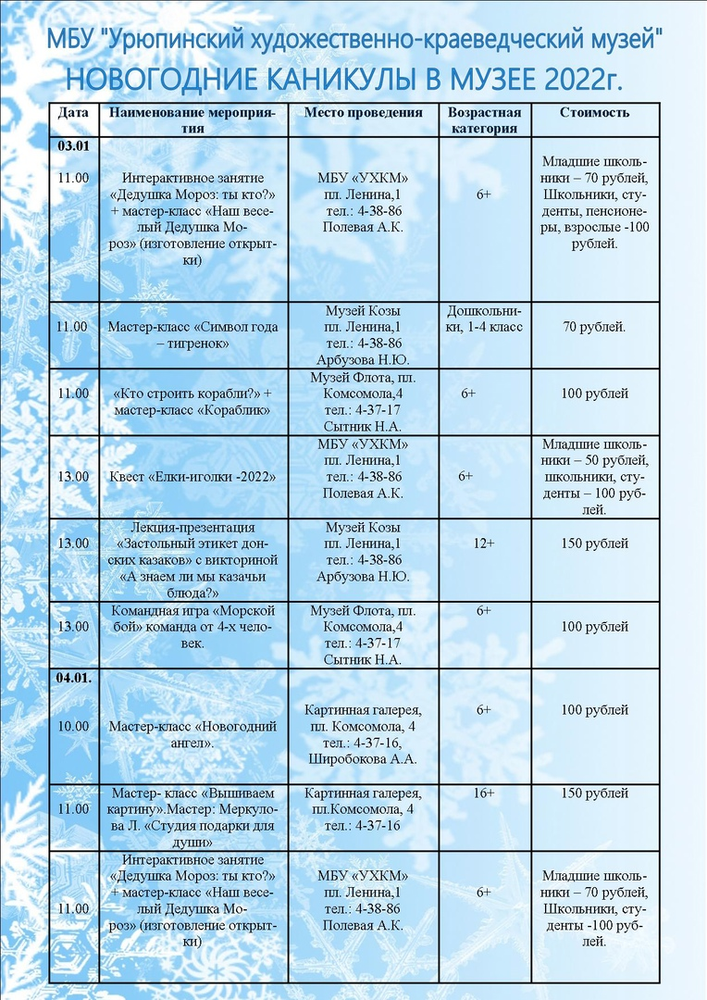 МБУ "Урюпинский художественно-краеведческий музей"
НОВОГОДНИЕ КАНИКУЛЫ В МУЗЕЕ 2022г.
Дата
Наименование мероприя-
тия
Место проведения
Возрастная
категория
Стоимость
03.01
11.00
Интерактивное занятие
«Дедушка Мороз: ты кто?»
+ мастер-класс «Наш весе-
лый Дедушка Мо-
роз» (изготовление открыт-
ки)
МБУ «УХКМ»
пл. Ленина,1
тел.: 4-38-86
Полевая А.К.
6+
Младшие школь-
ники – 70 рублей,
Школьники, сту-
денты, пенсионе-
ры, взрослые -100
рублей.
11.00
Мастер-класс «Символ года
– тигренок»
Музей Козы
пл. Ленина,1
тел.: 4-38-86
Арбузова Н.Ю.
Дошкольни-
ки, 1-4 класс
70 рублей.
11.00
«Кто строить корабли?» +
мастер-класс «Кораблик»
Музей Флота, пл.
Комсомола,4
тел.: 4-37-17
Сытник Н.А.
6+
100 рублей
13.00
Квест «Елки-иголки -2022»
МБУ «УХКМ»
пл. Ленина,1
тел.: 4-38-86
Полевая А.К.
6+
Младшие школь-
ники – 50 рублей,
школьники, сту-
денты – 100 руб-
лей.
13.00
Лекция-презентация
«Застольный этикет дон-
ских казаков» с викториной
«А знаем ли мы казачьи
блюда?»
Музей Козы
пл. Ленина,1
тел.: 4-38-86
Арбузова Н.Ю.
12+
150 рублей
13.00
Командная игра «Морской
бой» команда от 4-х чело-
век.
Музей Флота, пл.
Комсомола,4
тел.: 4-37-17
Сытник Н.А.
6+
100 рублей
04.01.
10.00
Мастер-класс «Новогодний
ангел».
Картинная галерея,
пл. Комсомола, 4
тел.: 4-37-16,
Широбокова А.А.
6+
100 рублей
11.00
Мастер- класс «Вышиваем
картину».Мастер: Меркуло-
ва Л. «Студия подарки для
души»
Картинная галерея,
пл.Комсомола, 4
тел.: 4-37-16
16+
150 рублей
11.00
Интерактивное занятие
«Дедушка Мороз: ты кто?»
+ мастер-класс «Наш весе-
лый Дедушка Мо-
роз» (изготовление открыт-
ки)
МБУ «УХКМ»
пл. Ленина,1
тел.: 4-38-86
Полевая А.К.
6+
Младшие школь-
ники – 70 рублей,
Школьники, сту-
денты -100 руб-
лей.